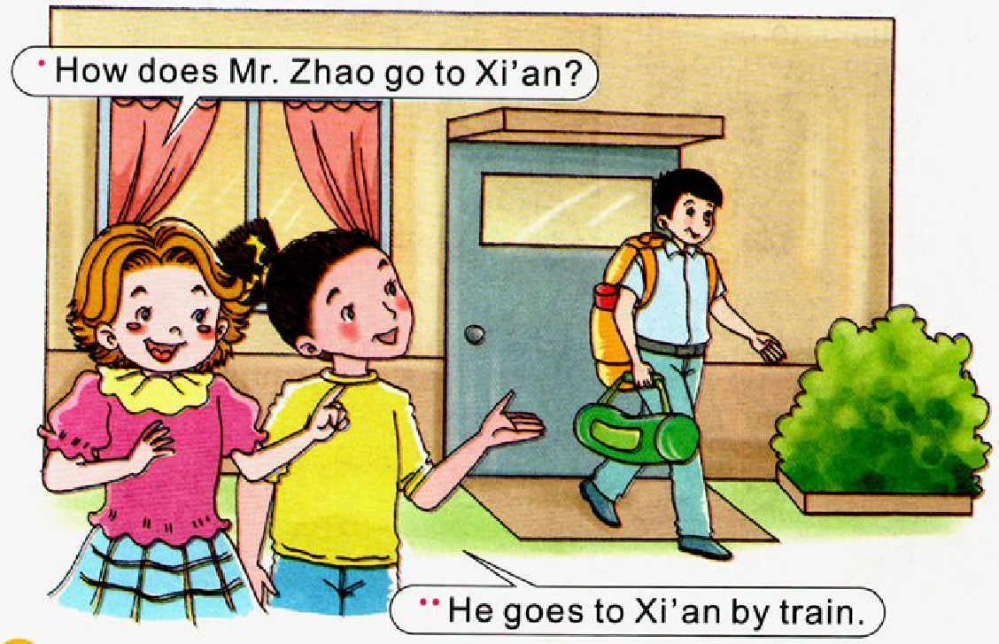 How does Mr. Zhao go to Xi'an?
He goes to Xi'an by train.